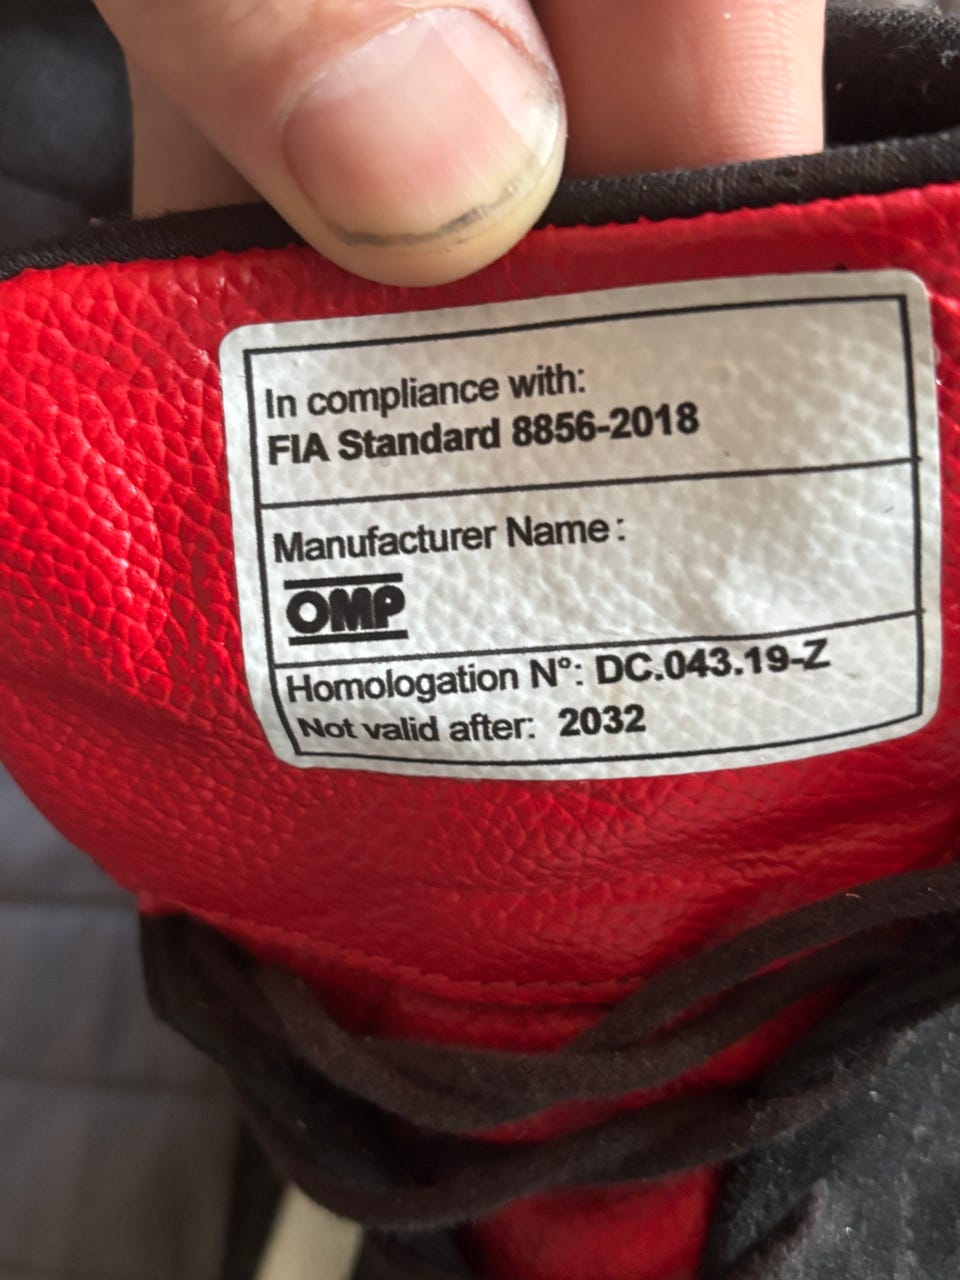 In compliance with:
FIA Standard 8856-2018
Manufacturer Name :
OMP
Homologation N°: DC.043.19-Z
Not valid after: 2032